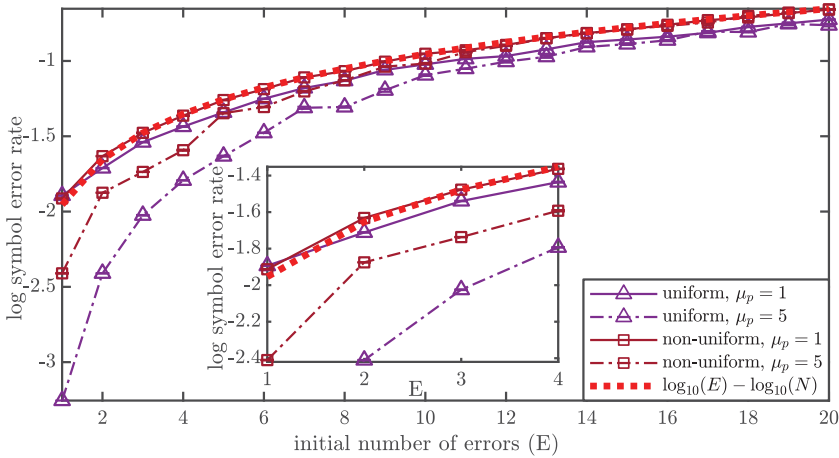 log symbol error rate
-1
-1.5
-2
-2.5
-3
2 4 6 8 10 12 14 16 18 20
initial number of errors (E)
log symbol error rate
-1.4
-1.6
-1.8
-2
-2.2
-2.4
1 2 3 4
E
uniform, μp = 1
uniform, μp = 5
non-uniform, μp = 1
non-uniform, μp = 5
log10(E) − log10(N)